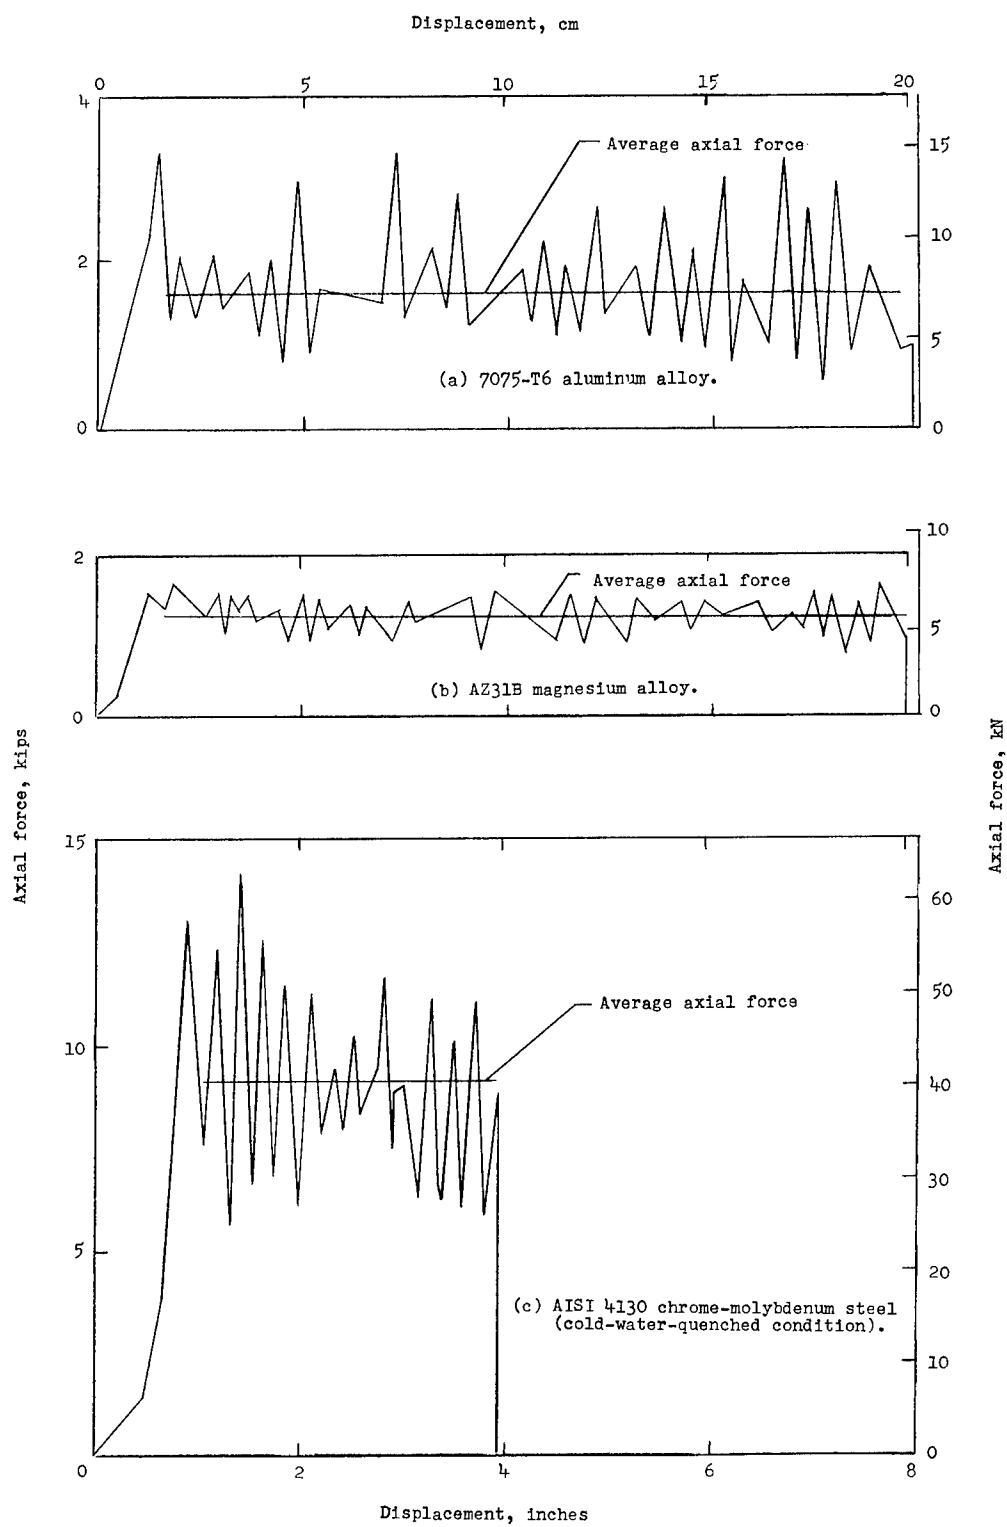 Displacement, cm
0 5 10 15 20
4
Average axial force
15
10
2
5
(a) 7075-T6 aluminum alloy.
0
0
10
2
Average axial force
5
(b) AZ31B magnesium alloy.
0
0
Axial force, kips
Axial force, kN
15
60
50
Average axial force
10
40
30
5
20
(c) AISI 4130 chrome-molybdenum steel
(cold-water-quenched condition).
10
0
0 2 4 6 8
Displacement, inches